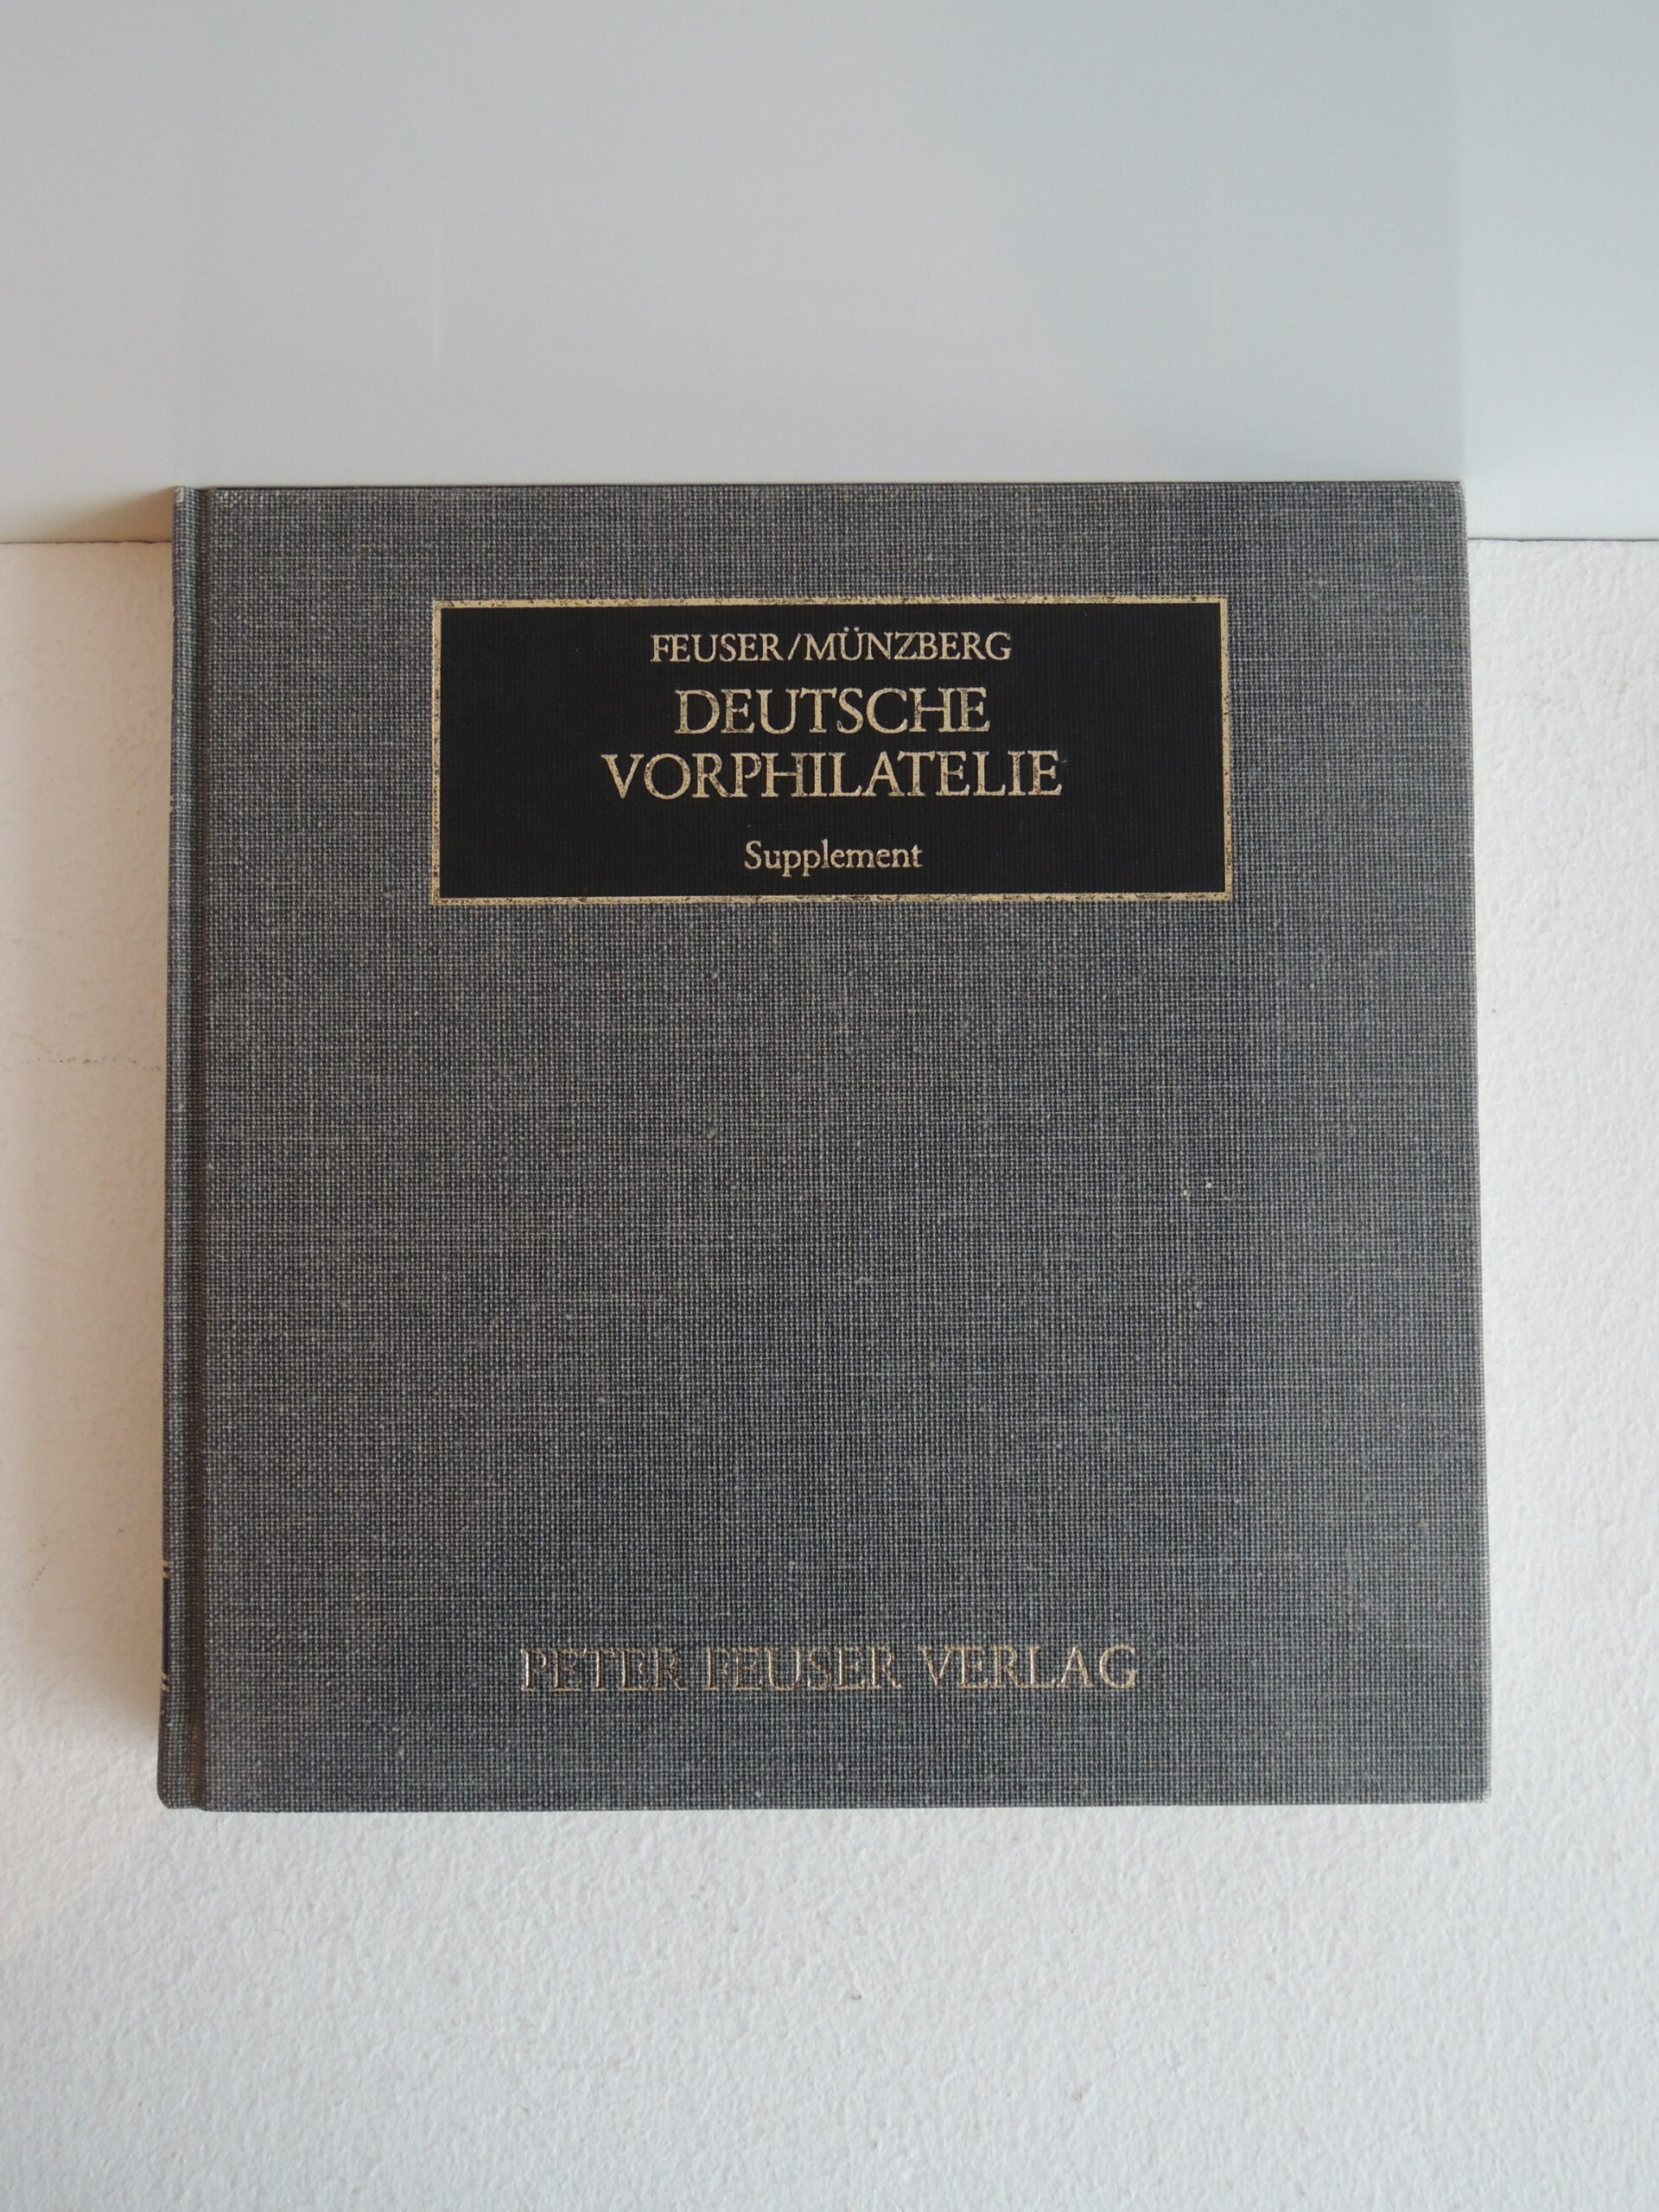 FEUSER/MÜNZBERG
DEUTSCHE
VORPHILATELIE
Supplement
PETER FEUSER VERLAG